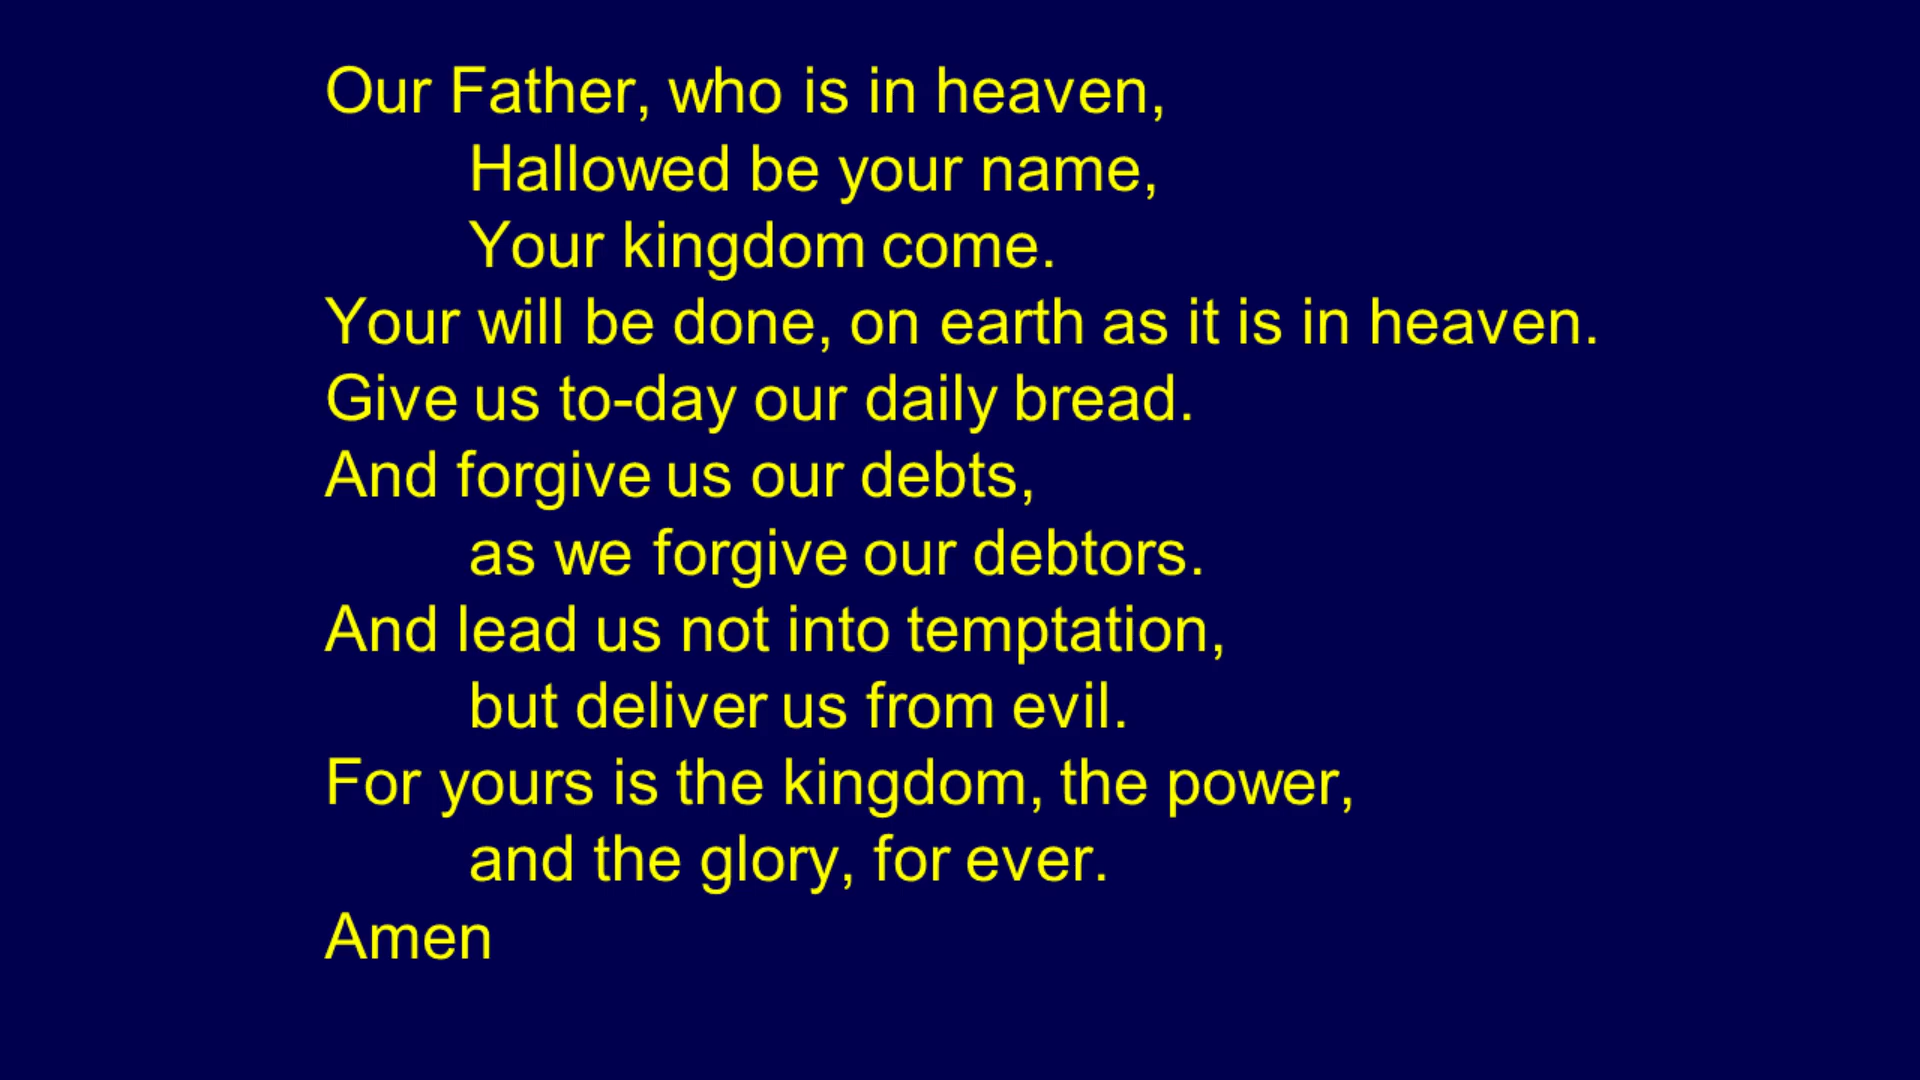 Our Father, who is in heaven,
Hallowed be your name,
Your kingdom come.
Your will be done, on earth as it is in heaven.
Give us to-day our daily bread.
And forgive us our debts,
as we forgive our debtors.
And lead us not into temptation,
but deliver us from evil.
For yours is the kingdom, the power,
and the glory, for ever.
Amen